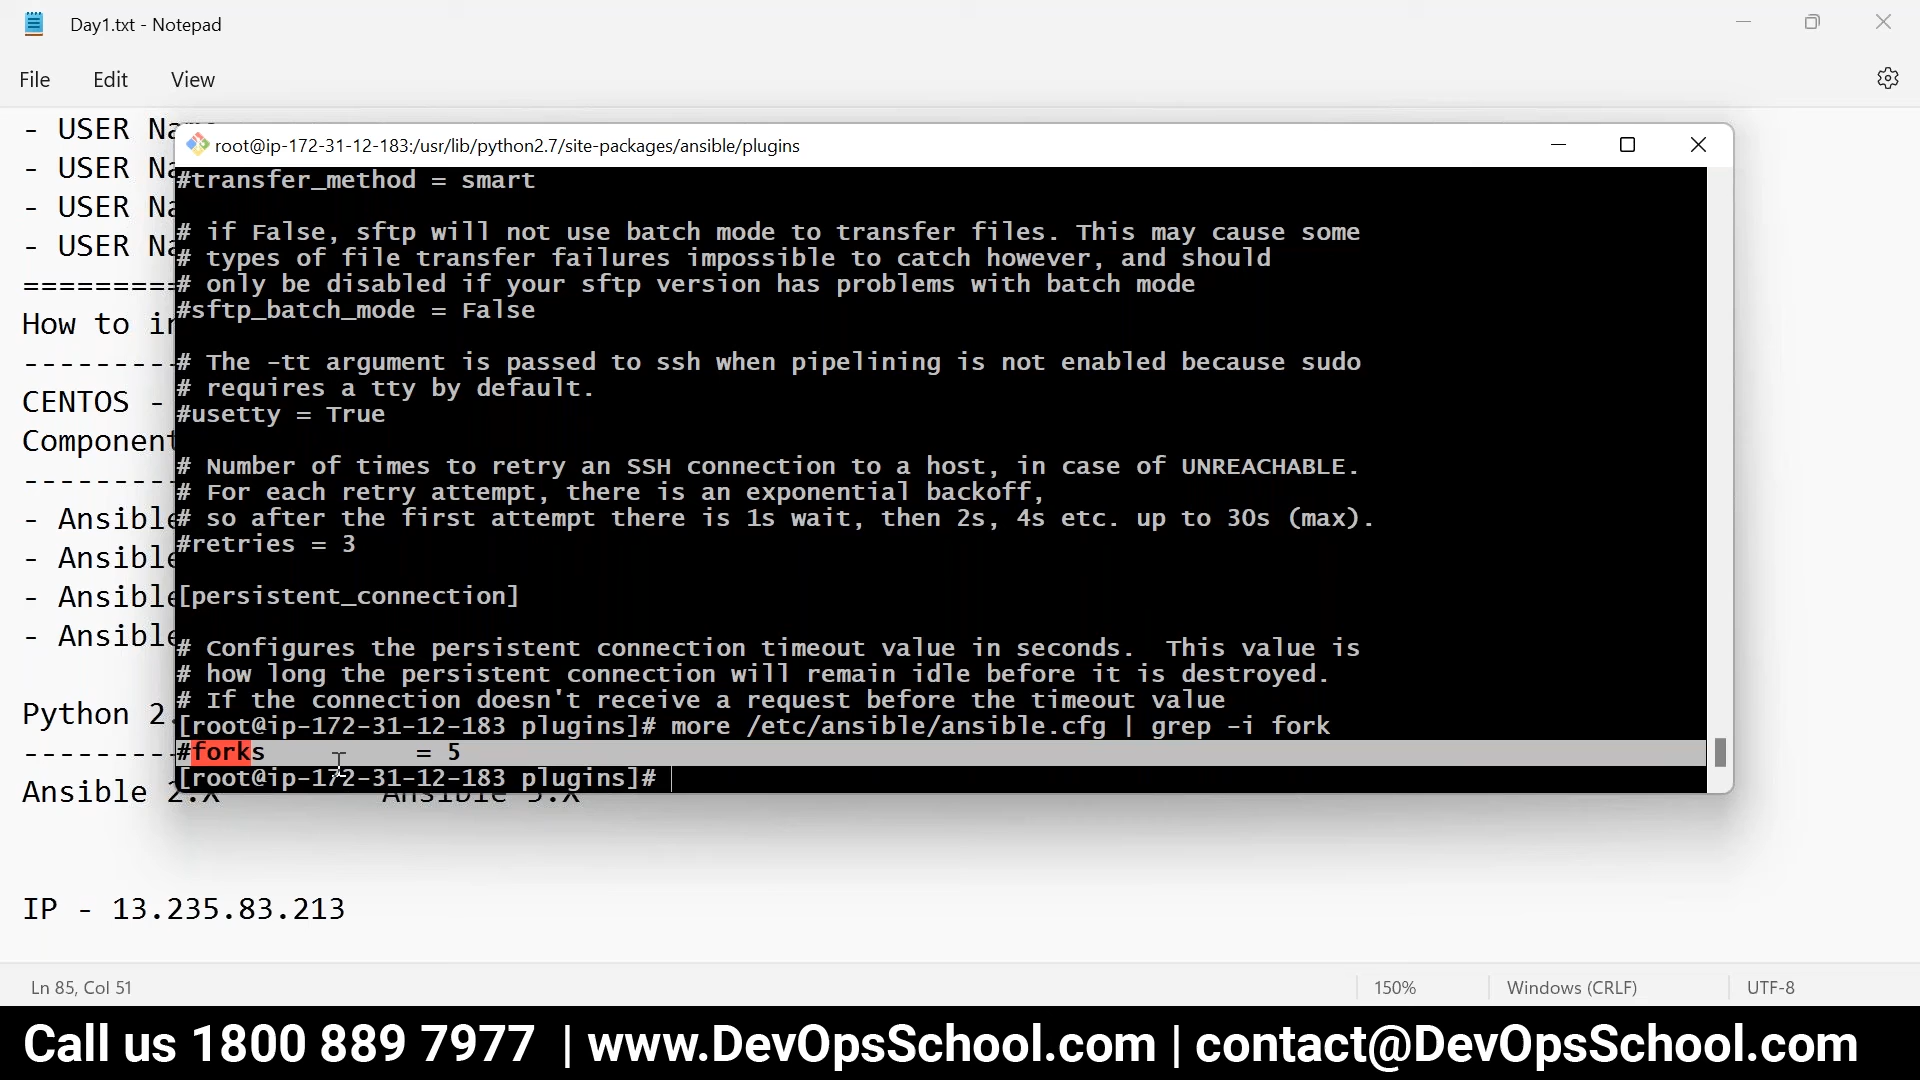 Day1.txt - Notepad
File Edit View
- USER Na
- USER Na
- USER Na
- USER Na
=========
How to in
---------
CENTOS -
Component
---------
- Ansible
- Ansible
- Ansible
- Ansible
Python 2.
---------
Ansible 2.X Ansible 3.X
IP - 13.235.83.213
root@ip-172-31-12-183:/usr/lib/python2.7/site-packages/ansible/plugins
#transfer_method = smart
# if False, sftp will not use batch mode to transfer files. This may cause some
# types of file transfer failures impossible to catch however, and should
# only be disabled if your sftp version has problems with batch mode
#sftp_batch_mode = False
# The -tt argument is passed to ssh when pipelining is not enabled because sudo
# requires a tty by default.
#usetty = True
# Number of times to retry an SSH connection to a host, in case of UNREACHABLE.
# For each retry attempt, there is an exponential backoff,
# so after the first attempt there is 1s wait, then 2s, 4s etc. up to 30s (max).
#retries = 3
[persistent_connection]
# Configures the persistent connection timeout value in seconds.  This value is
# how long the persistent connection will remain idle before it is destroyed.
# If the connection doesn't receive a request before the timeout value
[root@ip-172-31-12-183 plugins]# more /etc/ansible/ansible.cfg | grep -i fork
#forks          = 5
[root@ip-172-31-12-183 plugins]#
Ln 85, Col 51 150% Windows (CRLF) UTF-8
Call us 1800 889 7977 | www.DevOpsSchool.com | contact@DevOpsSchool.com